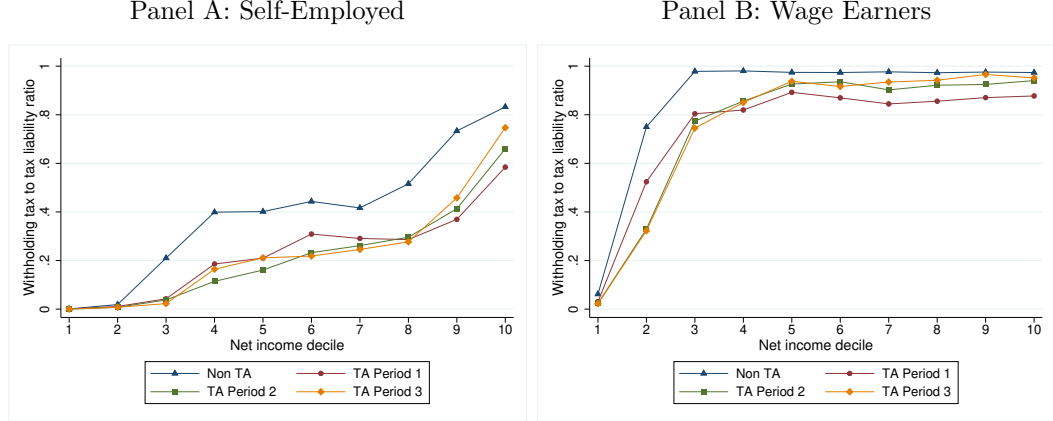 Panel A: Self-Employed
Withholding tax to tax liability ratio
0 .2 .4 .6 .8 1
1 2 3 4 5 6 7 8 9 10
Net income decile
Non TA TA Period 1
TA Period 2 TA Period 3
Panel B: Wage Earners
Withholding tax to tax liability ratio
0 .2 .4 .6 .8 1
1 2 3 4 5 6 7 8 9 10
Net income decile
Non TA TA Period 1
TA Period 2 TA Period 3